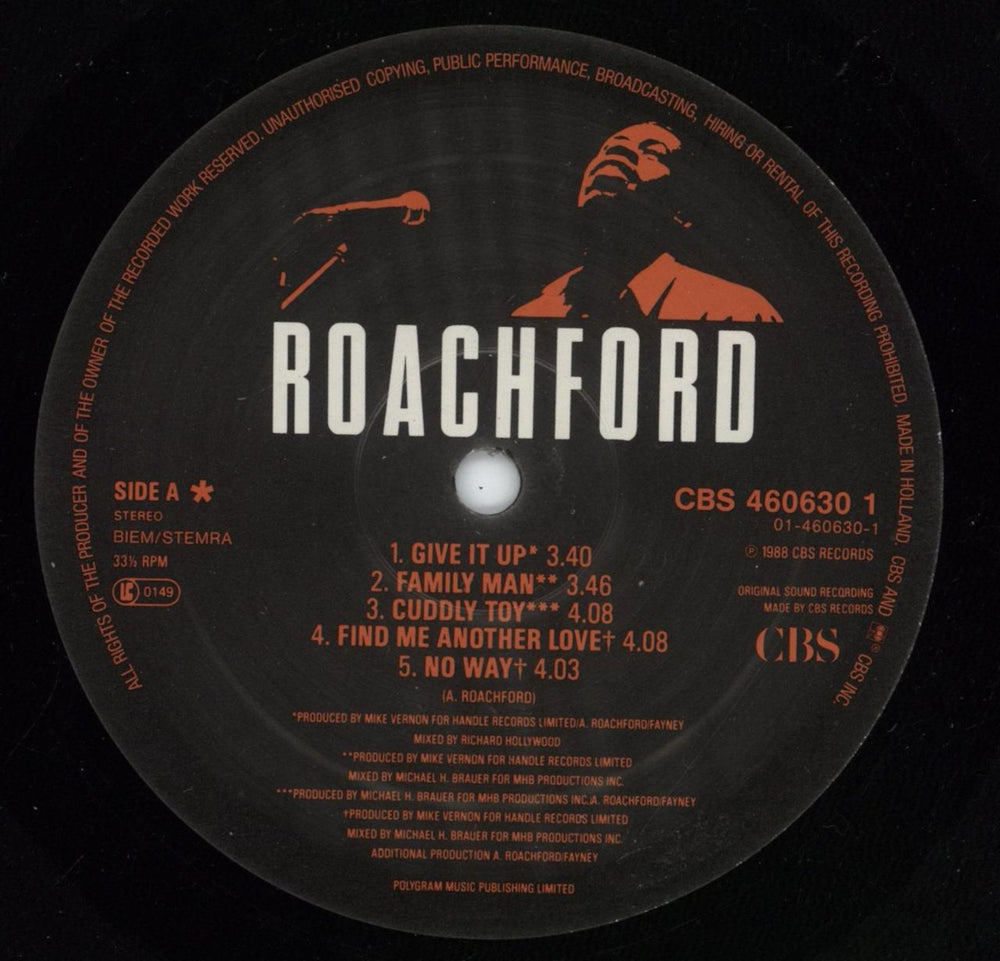 ALL RIGHTS OF THE PRODUCER AND OF THE OWNER OF THE RECORDED WORK RESERVED. UNAUTHORISED COPYING, PUBLIC PERFORMANCE, BROADCASTING, HIRING OR RENTAL OF THIS RECORDING PROHIBITED. MADE IN HOLLAND. CBS AND ® CBS INC.
ROACHFORD
SIDE A *
STEREO
BIEM/STEMRA
33⅓ RPM
LC 0149
CBS 460630 1
01-460630-1
℗ 1988 CBS RECORDS
ORIGINAL SOUND RECORDING
MADE BY CBS RECORDS
CBS
1. GIVE IT UP* 3.40
2. FAMILY MAN** 3.46
3. CUDDLY TOY*** 4.08
4. FIND ME ANOTHER LOVE† 4.08
5. NO WAY† 4.03
(A. ROACHFORD)
*PRODUCED BY MIKE VERNON FOR HANDLE RECORDS LIMITED/A. ROACHFORD/FAYNEY
MIXED BY RICHARD HOLLYWOOD
**PRODUCED BY MIKE VERNON FOR HANDLE RECORDS LIMITED
MIXED BY MICHAEL H. BRAUER FOR MHB PRODUCTIONS INC.
***PRODUCED BY MICHAEL H. BRAUER FOR MHB PRODUCTIONS INC./A. ROACHFORD/FAYNEY
†PRODUCED BY MIKE VERNON FOR HANDLE RECORDS LIMITED
MIXED BY MICHAEL H. BRAUER FOR MHB PRODUCTIONS INC.
ADDITIONAL PRODUCTION A. ROACHFORD/FAYNEY
POLYGRAM MUSIC PUBLISHING LIMITED